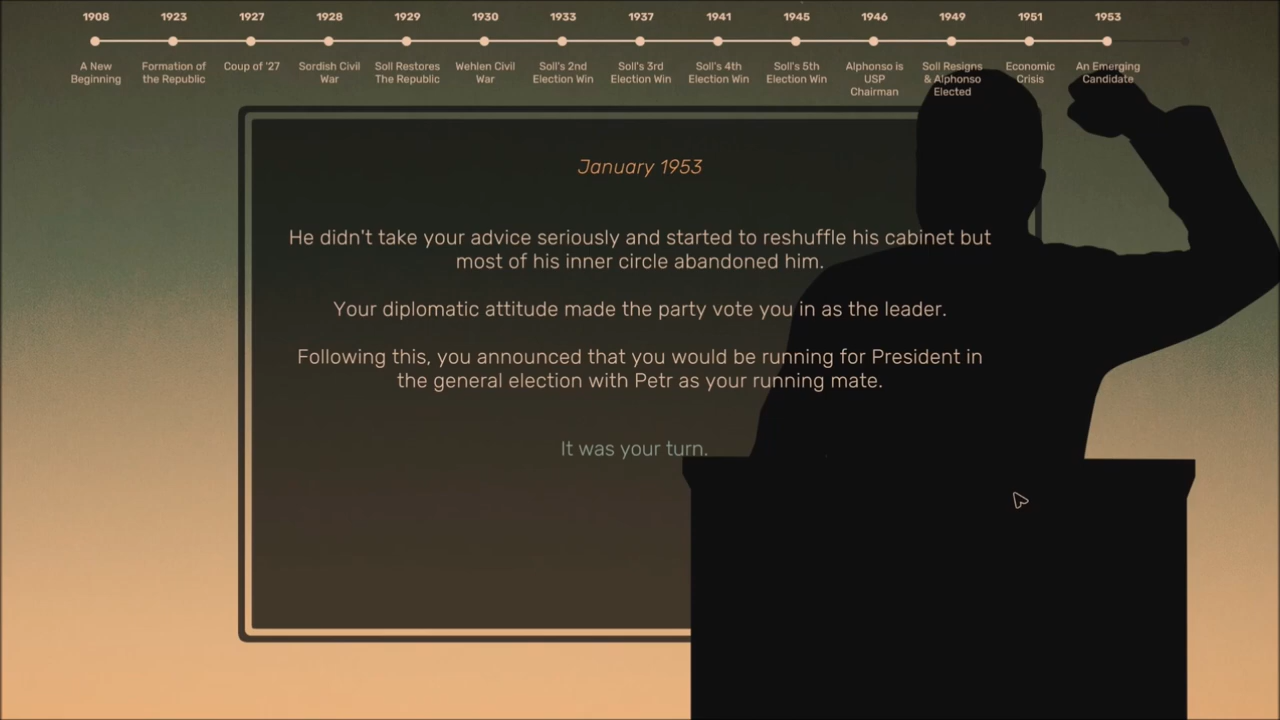 1908 1923 1927 1928 1929 1930 1933 1937 1941 1945 1946 1949 1951 1953
A New Beginning
Formation of the Republic
Coup of '27
Sordish Civil War
Soll Restores The Republic
Wehlen Civil War
Soll's 2nd Election Win
Soll's 3rd Election Win
Soll's 4th Election Win
Soll's 5th Election Win
Alphonso is USP Chairman
Soll Resigns & Alphonso Elected
Economic Crisis
An Emerging Candidate
January 1953
He didn't take your advice seriously and started to reshuffle his cabinet but
most of his inner circle abandoned him.
Your diplomatic attitude made the party vote you in as the leader.
Following this, you announced that you would be running for President in
the general election with Petr as your running mate.
It was your turn.